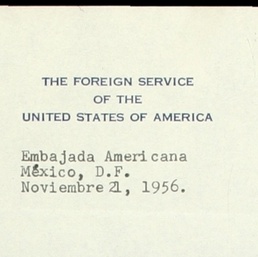 THE FOREIGN SERVICE
OF THE
UNITED STATES OF AMERICA
Embajada Americana
México, D.F.
Noviembre 21, 1956.